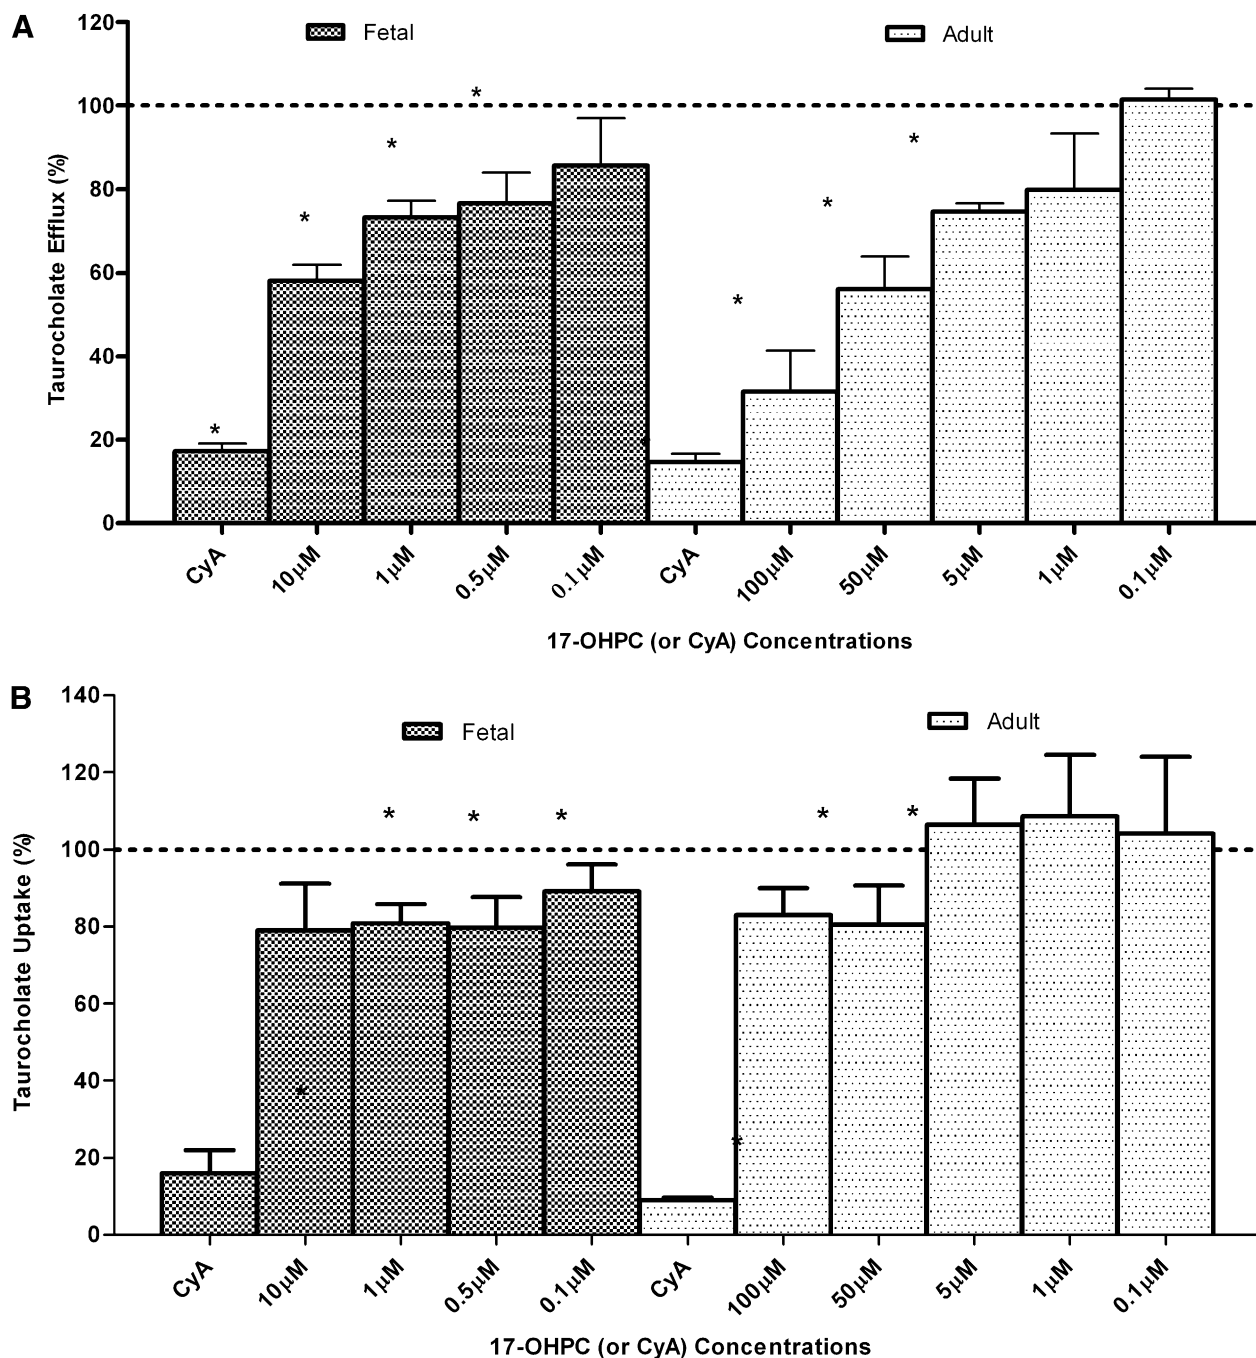 A
Fetal
Adult
Taurocholate Efflux (%)
120
100
80
60
40
20
0
*
*
*
*
*
*
*
CyA
10µM
1µM
0.5µM
0.1µM
CyA
100µM
50µM
5µM
1µM
0.1µM
17-OHPC (or CyA) Concentrations
B
Fetal
Adult
Taurocholate Uptake (%)
140
120
100
80
60
40
20
0
*
*
*
*
*
*
*
CyA
10µM
1µM
0.5µM
0.1µM
CyA
100µM
50µM
5µM
1µM
0.1µM
17-OHPC (or CyA) Concentrations